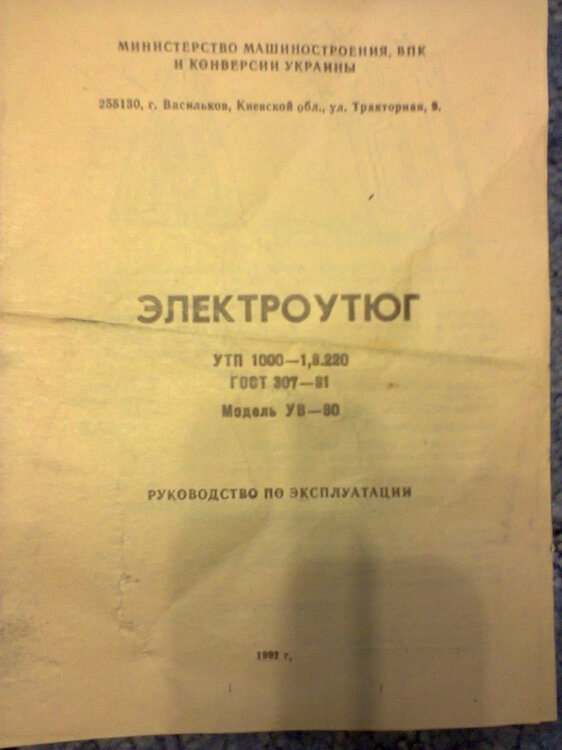 МИНИСТЕРСТВО МАШИНОСТРОЕНИЯ, ВПК
И КОНВЕРСИИ УКРАИНЫ
255130, г. Васильков, Киевской обл., ул. Тракторная, 8.
ЭЛЕКТРОУТЮГ
УТП 1000—1,8.220
ГОСТ 307—81
Модель УВ—80
РУКОВОДСТВО ПО ЭКСПЛУАТАЦИИ
1992 г.